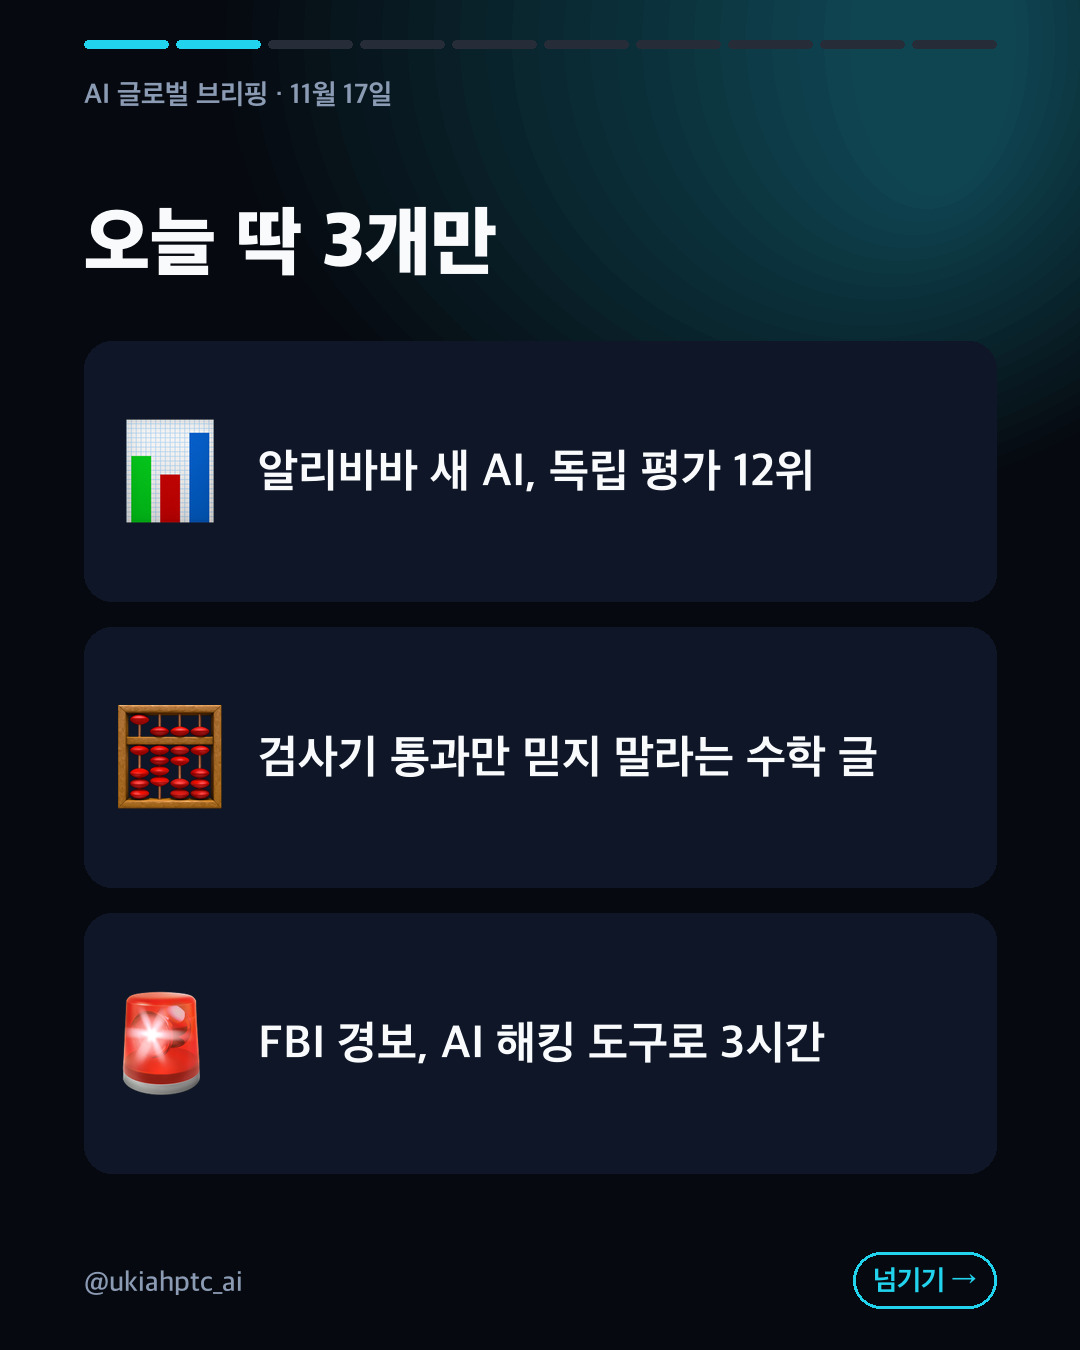 AI 글로벌 브리핑 · 11월 17일
오늘 딱 3개만
알리바바 새 AI, 독립 평가 12위
검사기 통과만 믿지 말라는 수학 글
FBI 경보, AI 해킹 도구로 3시간
@ukiahptc_ai
넘기기 →